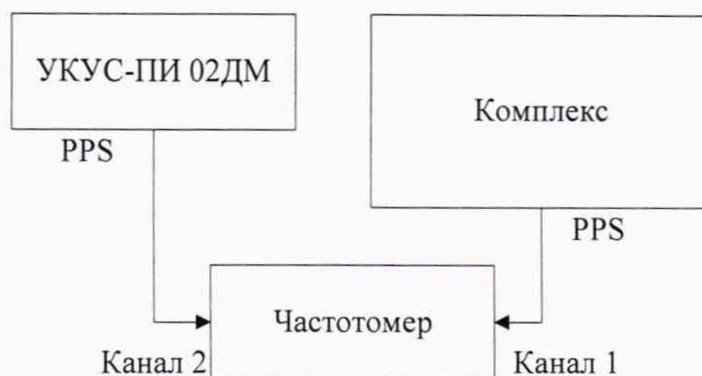 УКУС-ПИ 02ДМ
Комплекс
PPS
PPS
Частотомер
Канал 2
Канал 1